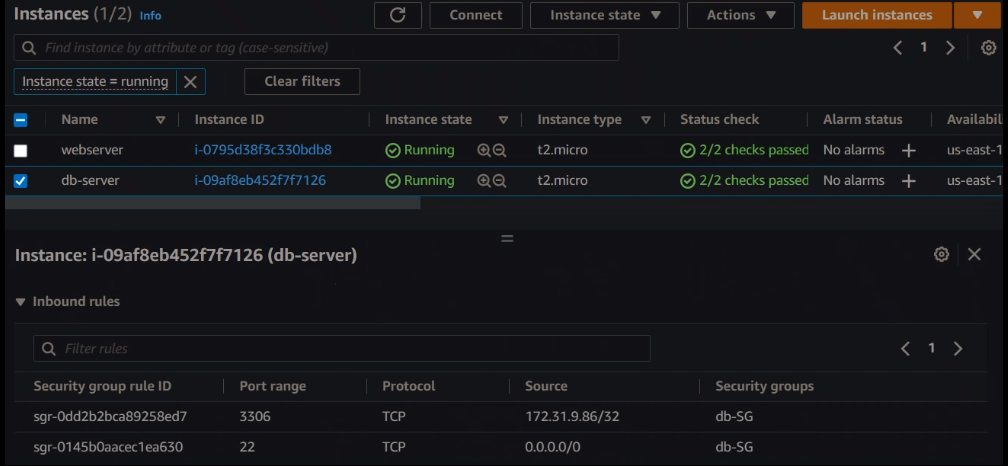 Instances (1/2) Info Connect Instance state Actions Launch instances
Find instance by attribute or tag (case-sensitive) 1
Instance state = running Clear filters
Name Instance ID Instance state Instance type Status check Alarm status Availabil
webserver i-0795d38f3c330bdb8 Running t2.micro 2/2 checks passed No alarms + us-east-1
db-server i-09af8eb452f7f7126 Running t2.micro 2/2 checks passed No alarms + us-east-1
Instance: i-09af8eb452f7f7126 (db-server)
Inbound rules
Filter rules 1
Security group rule ID Port range Protocol Source Security groups
sgr-0dd2b2bca89258ed7 3306 TCP 172.31.9.86/32 db-SG
sgr-0145b0aacec1ea630 22 TCP 0.0.0.0/0 db-SG